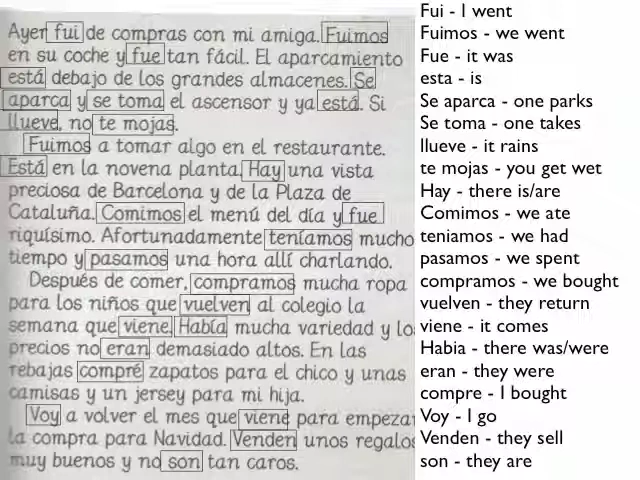 Ayer fui de compras con mi amiga. Fuimos
en su coche y fue tan fácil. El aparcamiento
está debajo de los grandes almacenes. Se
aparca y se toma el ascensor y ya está. Si
llueve, no te mojas.
Fuimos a tomar algo en el restaurante.
Está en la novena planta. Hay una vista
preciosa de Barcelona y de la Plaza de
Cataluña. Comimos el menú del día y fue
riquísimo. Afortunadamente teníamos mucho
tiempo y pasamos una hora allí charlando.
Después de comer, compramos mucha ropa
para los niños que vuelven al colegio la
semana que viene. Había mucha variedad y lo
precios no eran demasiado altos. En las
rebajas compré zapatos para el chico y unas
camisas y un jersey para mi hija.
Voy a volver el mes que viene para empezar
la compra para Navidad. Venden unos regalos
muy buenos y no son tan caros.
Fui - I went
Fuimos - we went
Fue - it was
esta - is
Se aparca - one parks
Se toma - one takes
llueve - it rains
te mojas - you get wet
Hay - there is/are
Comimos - we ate
teniamos - we had
pasamos - we spent
compramos - we bought
vuelven - they return
viene - it comes
Habia - there was/were
eran - they were
compre - I bought
Voy - I go
Venden - they sell
son - they are